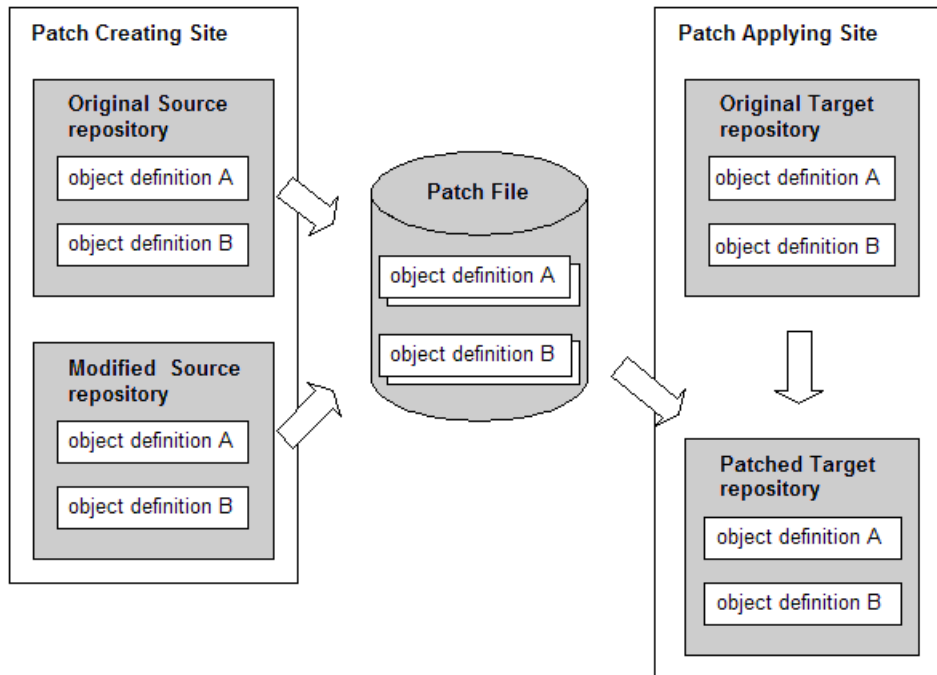 Patch Creating Site
Original Source
repository
object definition A
object definition B
Modified Source
repository
object definition A
object definition B
Patch File
object definition A
object definition B
Patch Applying Site
Original Target
repository
object definition A
object definition B
Patched Target
repository
object definition A
object definition B